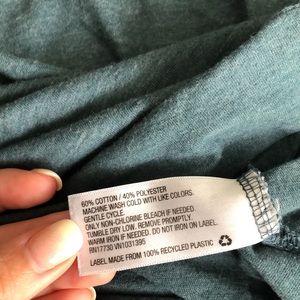 60% COTTON / 40% POLYESTER
MACHINE WASH COLD WITH LIKE COLORS.
GENTLE CYCLE.
ONLY NON-CHLORINE BLEACH IF NEEDED.
TUMBLE DRY LOW. REMOVE PROMPTLY.
WARM IRON IF NEEDED. DO NOT IRON ON LABEL.
RN17730 VN1031395
LABEL MADE FROM 100% RECYCLED PLASTIC